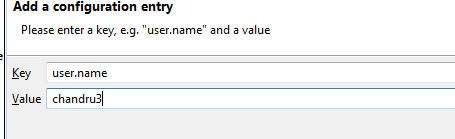 Add a configuration entry
Please enter a key, e.g. "user.name" and a value
Key user.name
Value chandru3